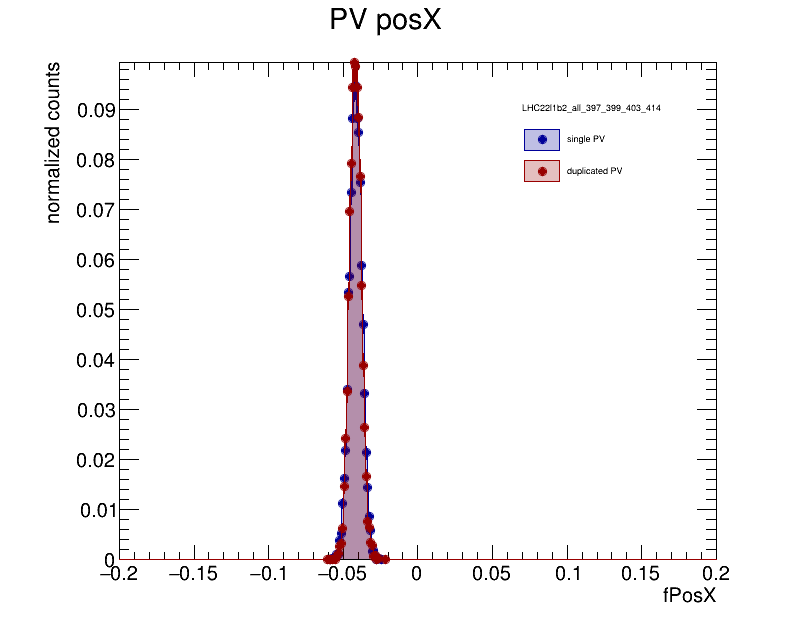 PV posX
normalized counts
0.09
0.08
0.07
0.06
0.05
0.04
0.03
0.02
0.01
0
LHC22l1b2_all_397_399_403_414
single PV
duplicated PV
−0.2 −0.15 −0.1 −0.05 0 0.05 0.1 0.15 0.2
fPosX